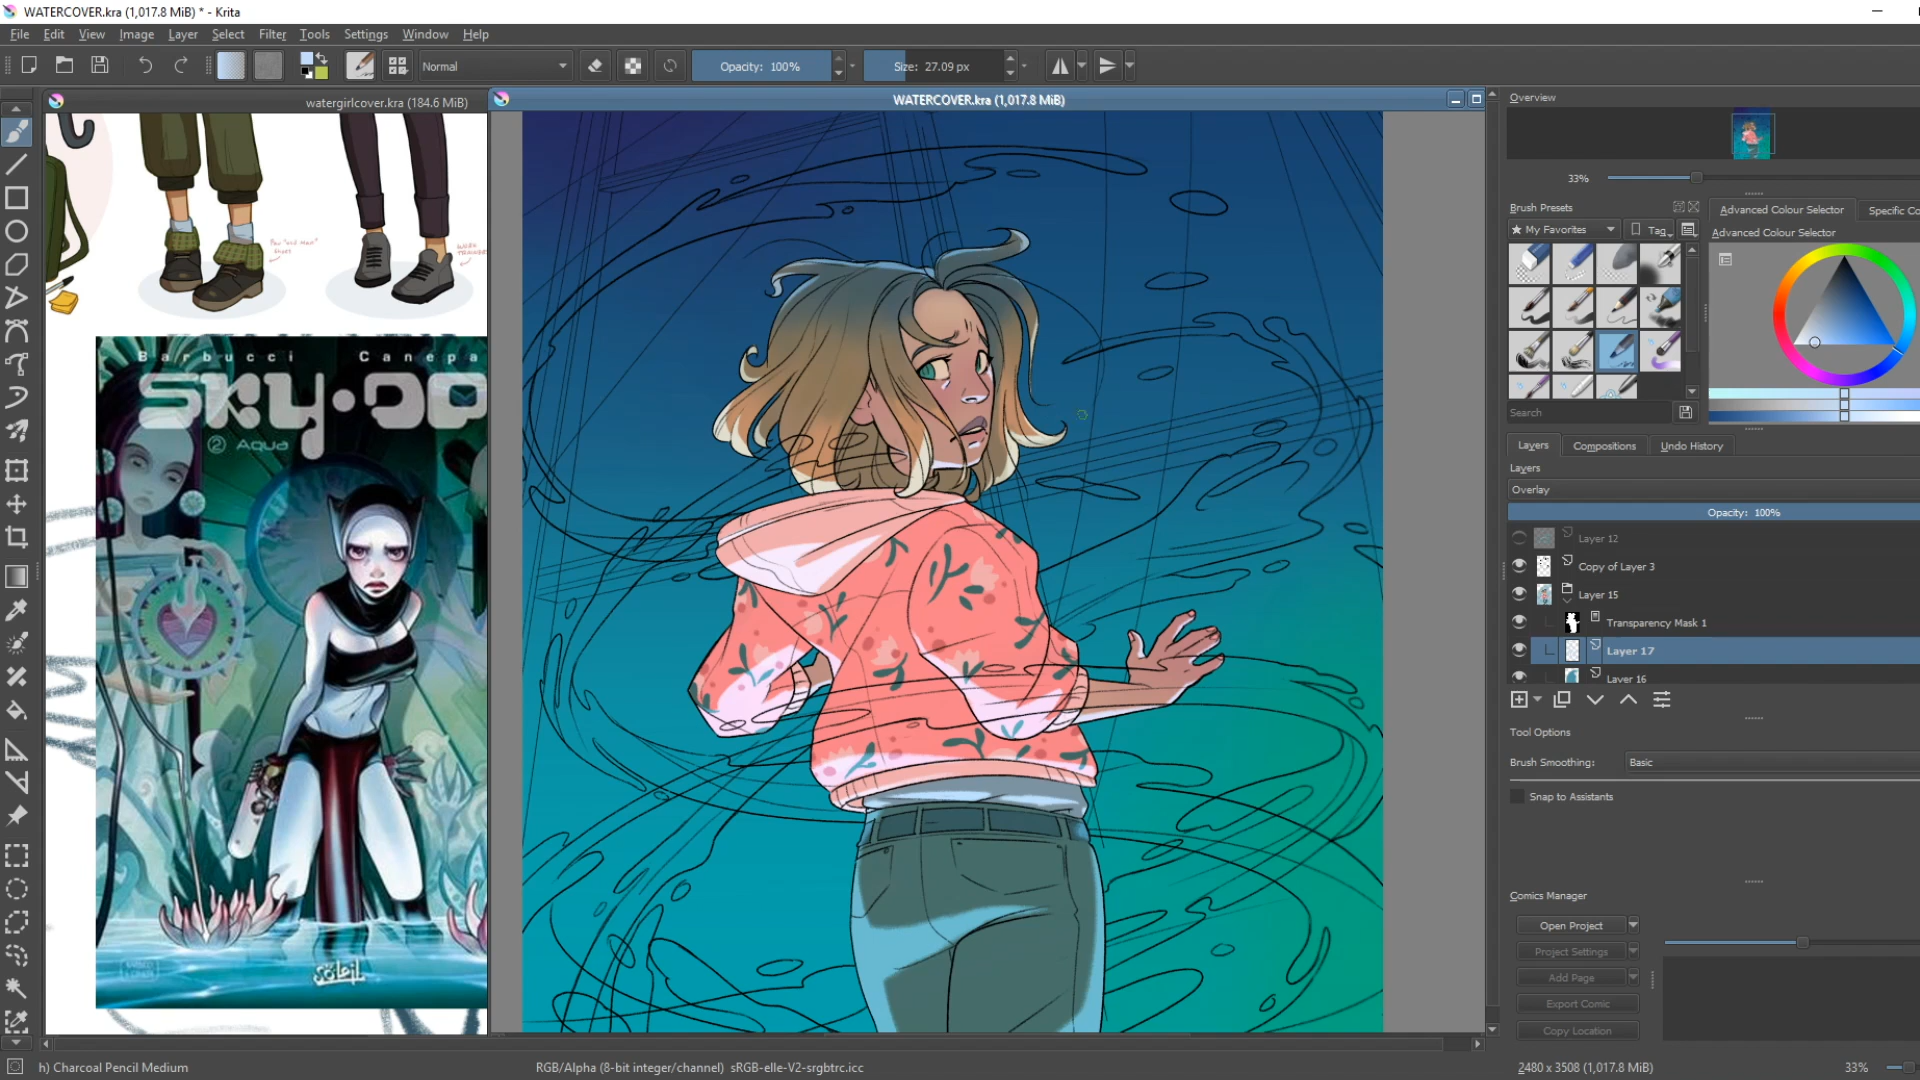 WATERCOVER.kra (1,017.8 MiB) * - Krita
File Edit View Image Layer Select Filter Tools Settings Window Help
Normal
Opacity: 100%
Size: 27.09 px
watergirlcover.kra (184.6 MiB)
WATERCOVER.kra (1,017.8 MiB)
Barbucci Canepa
SKY·DO
2 Aqua
Soleil
Overview
33%
Brush Presets
My Favorites
Tag
Search
Advanced Colour Selector
Specific Co
Advanced Colour Selector
Layers
Compositions
Undo History
Layers
Overlay
Opacity: 100%
Layer 12
Copy of Layer 3
Layer 15
Transparency Mask 1
Layer 17
Layer 16
Tool Options
Brush Smoothing:
Basic
Snap to Assistants
Comics Manager
Open Project
Project Settings
Add Page
Export Comic
Copy Location
h) Charcoal Pencil Medium
RGB/Alpha (8-bit integer/channel) sRGB-elle-V2-srgbtrc.icc
2480 x 3508 (1,017.8 MiB)
33%